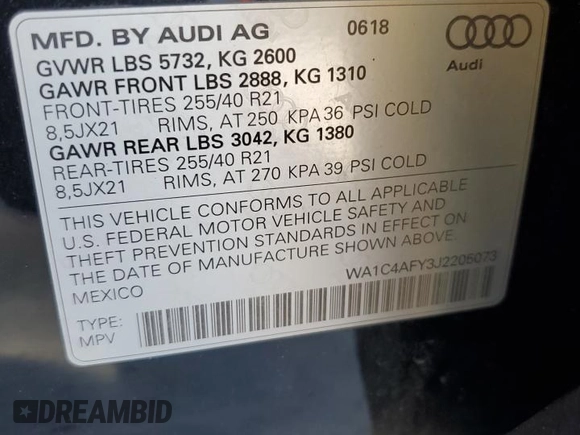 MFD. BY AUDI AG 0618
GVWR LBS 5732, KG 2600
GAWR FRONT LBS 2888, KG 1310
Audi
FRONT-TIRES 255/40 R21
8,5JX21 RIMS, AT 250 KPA 36 PSI COLD
GAWR REAR LBS 3042, KG 1380
REAR-TIRES 255/40 R21
8,5JX21 RIMS, AT 270 KPA 39 PSI COLD
THIS VEHICLE CONFORMS TO ALL APPLICABLE
U.S. FEDERAL MOTOR VEHICLE SAFETY AND
THEFT PREVENTION STANDARDS IN EFFECT ON
THE DATE OF MANUFACTURE SHOWN ABOVE.
MEXICO WA1C4AFY3J2205073
TYPE:
MPV
DREAMBID